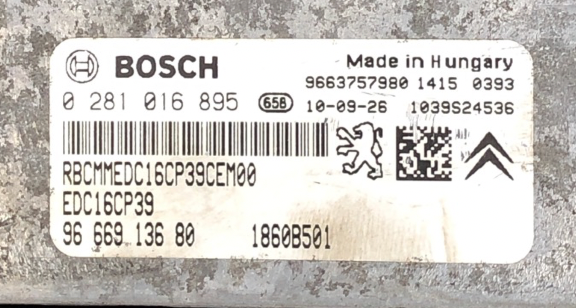 BOSCH
Made in Hungary
9663757980 1415 0393
0 281 016 895 658 10-09-26 1039S24536
RBCMMEDC16CP39CEM00
EDC16CP39
96 669 136 80 1860B501